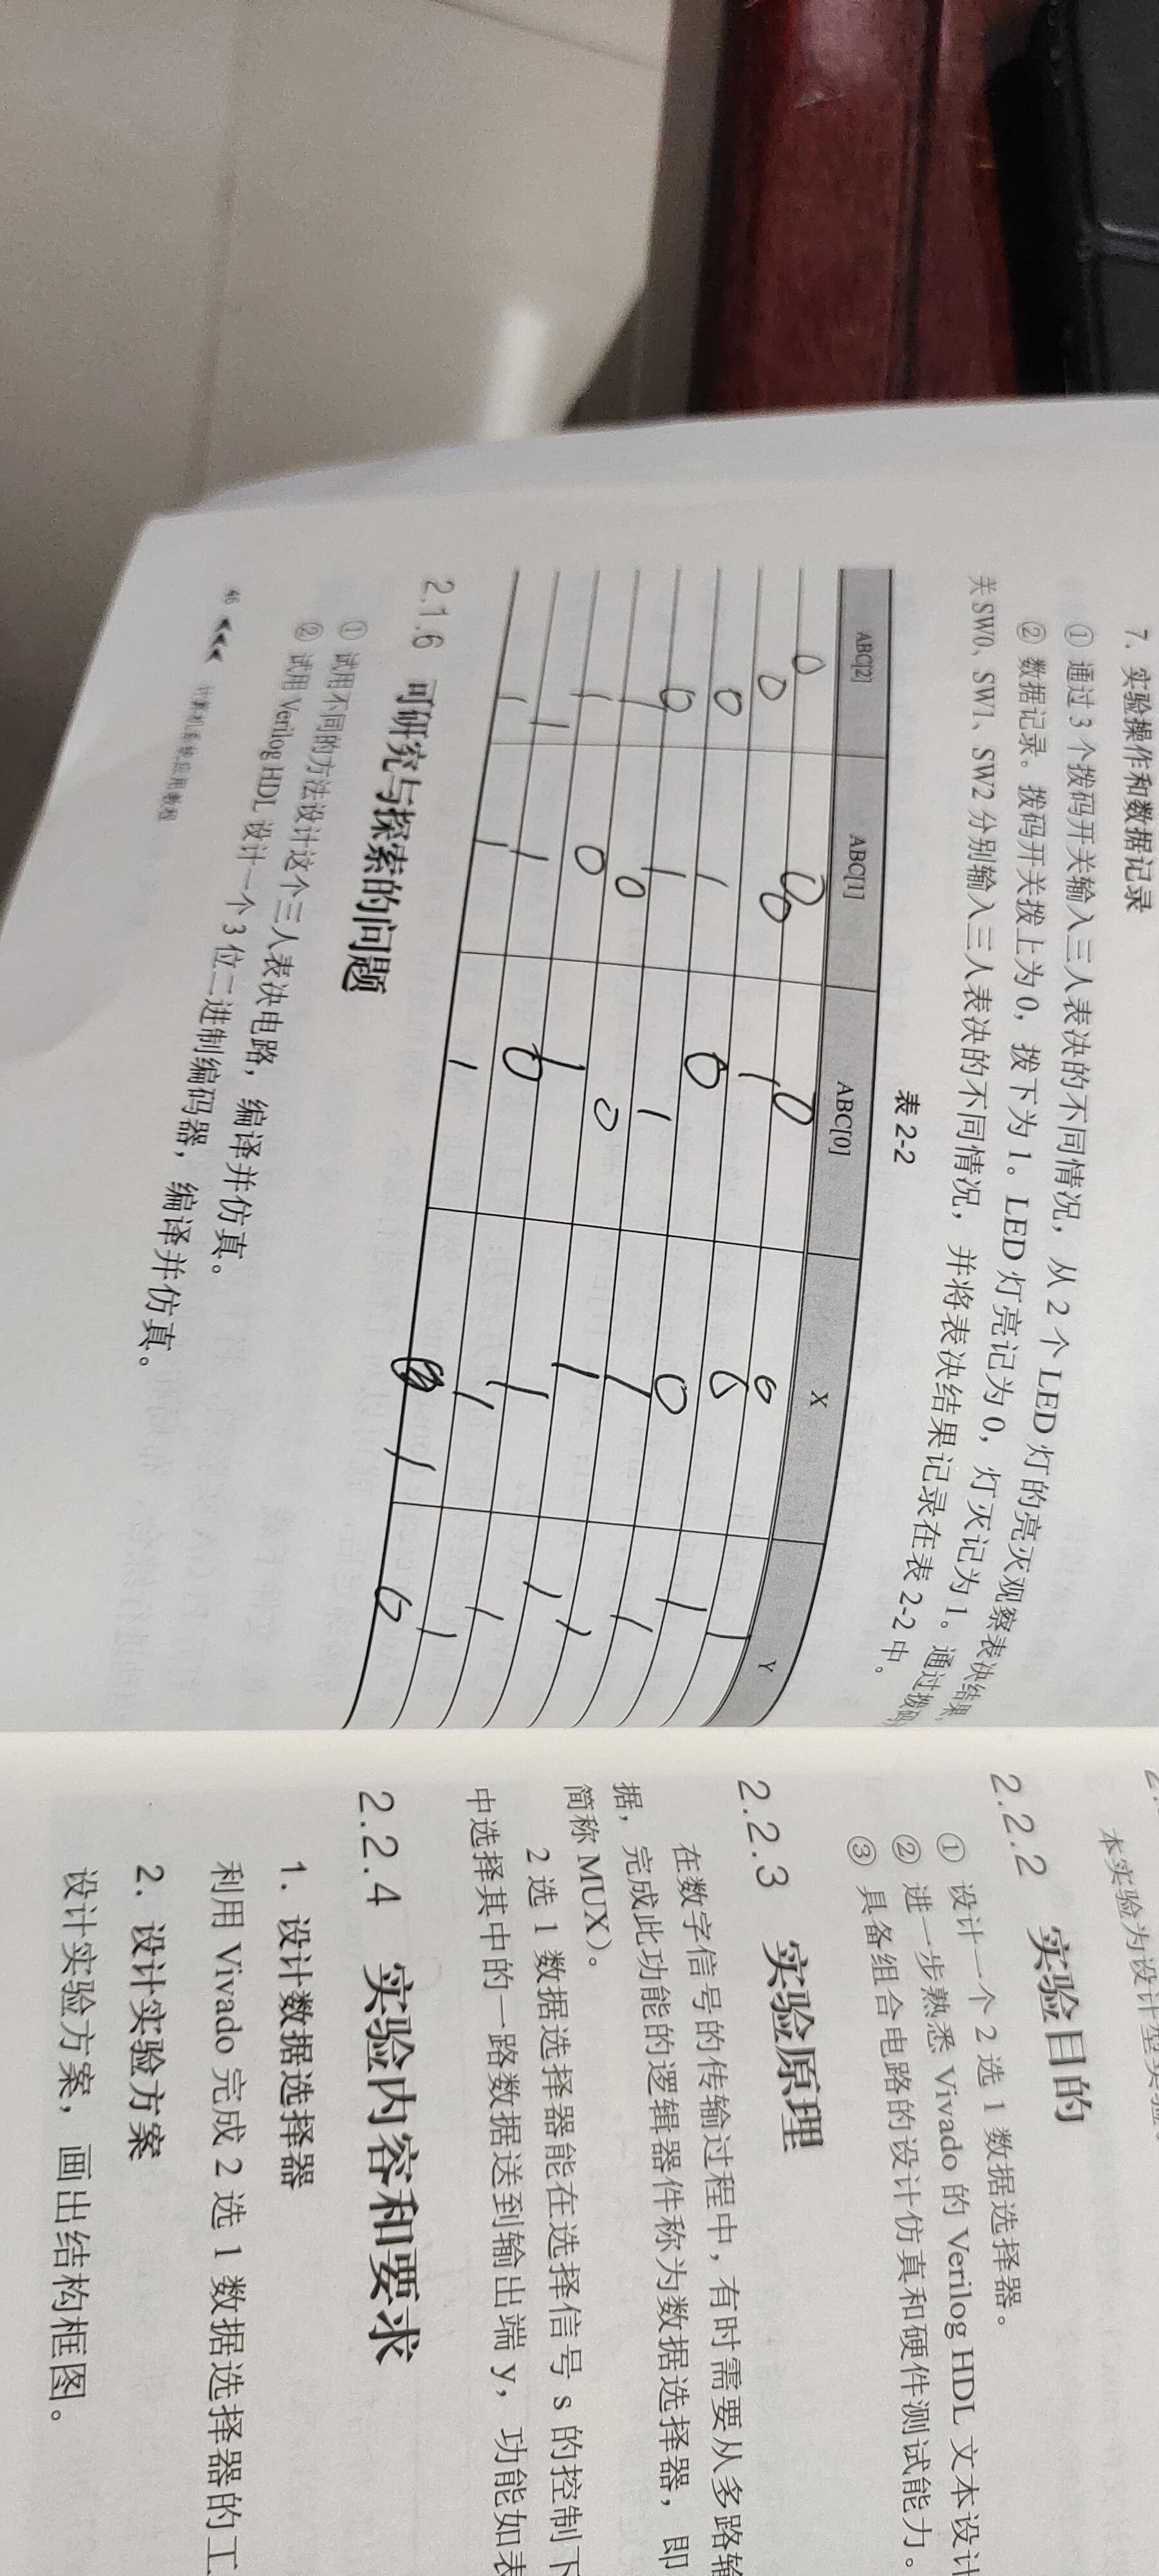 7. 实验操作和数据记录
① 通过 3 个拨码开关输入三人表决的不同情况，从 2 个 LED 灯的亮灭观察表决结果。
② 数据记录。拨码开关拨上为 0，拨下为 1。LED 灯亮记为 0，灯灭记为 1。通过拨码
关 SW0、SW1、SW2 分别输入三人表决的不同情况，并将表决结果记录在表 2-2 中。
表 2-2
ABC[2] ABC[1] ABC[0] X Y
0 0 0 0 1
0 0 1 0 1
0 1 0 0 1
0 1 1 1 1
1 0 0 1 1
1 0 1 1 1
1 1 0 1 1
1 1 1 1 0
2.1.6 可研究与探索的问题
① 试用不同的方法设计这个三人表决电路，编译并仿真。
② 试用 Verilog HDL 设计一个 3 位二进制编码器，编译并仿真。
46 计算机系统应用教程
本实验为设计型实验。
2.2.2 实验目的
① 设计一个 2 选 1 数据选择器。
② 进一步熟悉 Vivado 的 Verilog HDL 文本设计
③ 具备组合电路的设计仿真和硬件测试能力。
2.2.3 实验原理
在数字信号的传输过程中，有时需要从多路输
据，完成此功能的逻辑器件称为数据选择器，即
简称 MUX）。
2 选 1 数据选择器能在选择信号 s 的控制下
中选择其中的一路数据送到输出端 y，功能如表
2.2.4 实验内容和要求
1. 设计数据选择器
利用 Vivado 完成 2 选 1 数据选择器的工
2. 设计实验方案
设计实验方案，画出结构框图。